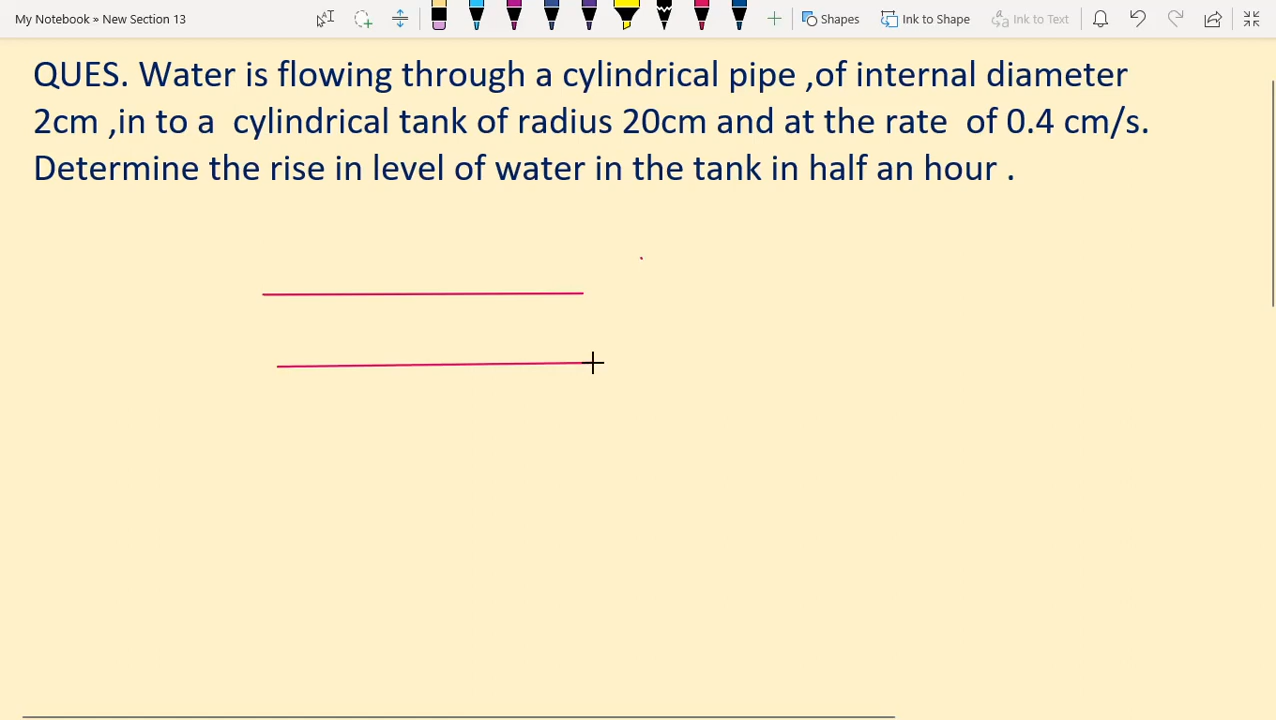 My Notebook » New Section 13
Shapes
Ink to Shape
Ink to Text
QUES. Water is flowing through a cylindrical pipe ,of internal diameter
2cm ,in to a cylindrical tank of radius 20cm and at the rate of 0.4 cm/s.
Determine the rise in level of water in the tank in half an hour .